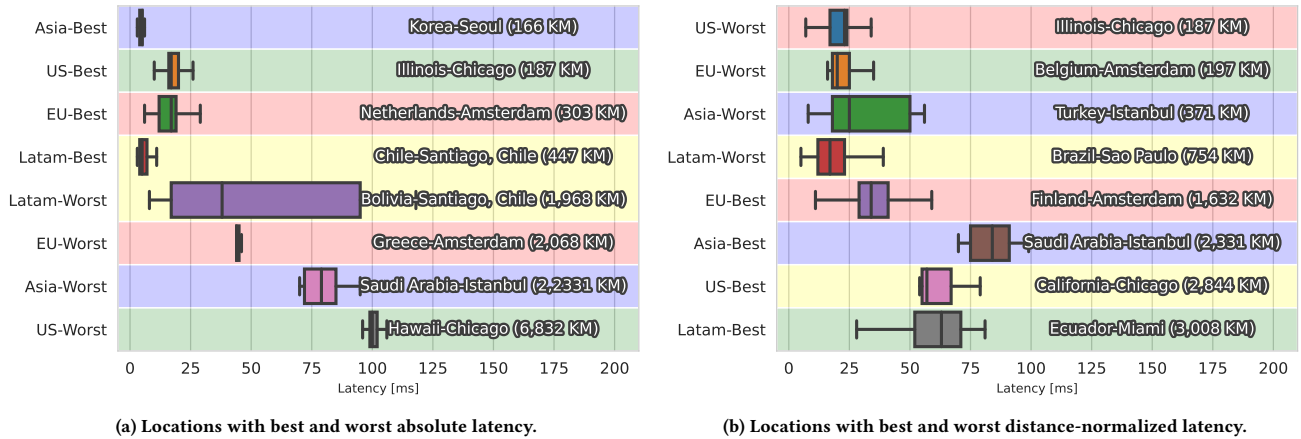 Asia-Best
Korea-Seoul (166 KM)
US-Best
Illinois-Chicago (187 KM)
EU-Best
Netherlands-Amsterdam (303 KM)
Latam-Best
Chile-Santiago, Chile (447 KM)
Latam-Worst
Bolivia-Santiago, Chile (1,968 KM)
EU-Worst
Greece-Amsterdam (2,068 KM)
Asia-Worst
Saudi Arabia-Istanbul (2,2331 KM)
US-Worst
Hawaii-Chicago (6,832 KM)
0 25 50 75 100 125 150 175 200
Latency [ms]
(a) Locations with best and worst absolute latency.
US-Worst
Illinois-Chicago (187 KM)
EU-Worst
Belgium-Amsterdam (197 KM)
Asia-Worst
Turkey-Istanbul (371 KM)
Latam-Worst
Brazil-Sao Paulo (754 KM)
EU-Best
Finland-Amsterdam (1,632 KM)
Asia-Best
Saudi Arabia-Istanbul (2,331 KM)
US-Best
California-Chicago (2,844 KM)
Latam-Best
Ecuador-Miami (3,008 KM)
0 25 50 75 100 125 150 175 200
Latency [ms]
(b) Locations with best and worst distance-normalized latency.